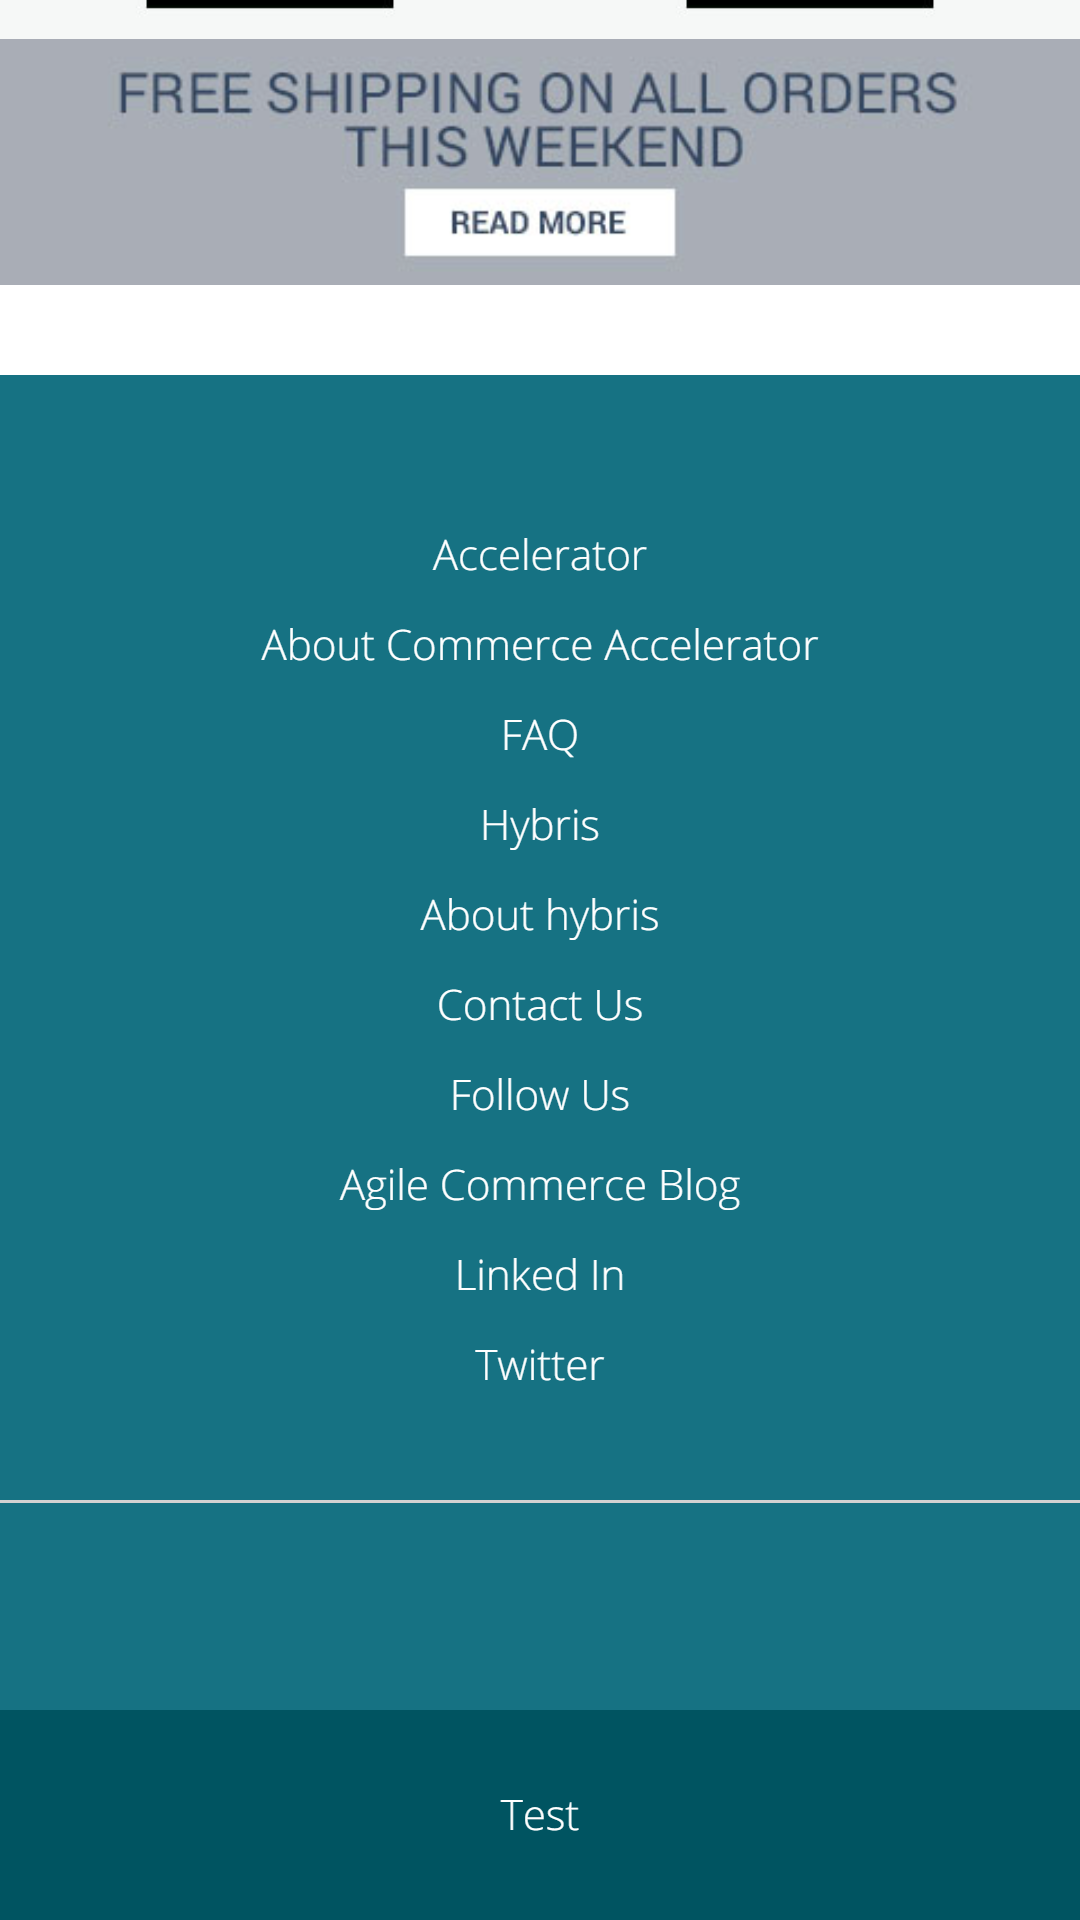 FREE SHIPPING ON ALL ORDERS
THIS WEEKEND
READ MORE
Accelerator
About Commerce Accelerator
FAQ
Hybris
About hybris
Contact Us
Follow Us
Agile Commerce Blog
Linked In
Twitter
Test